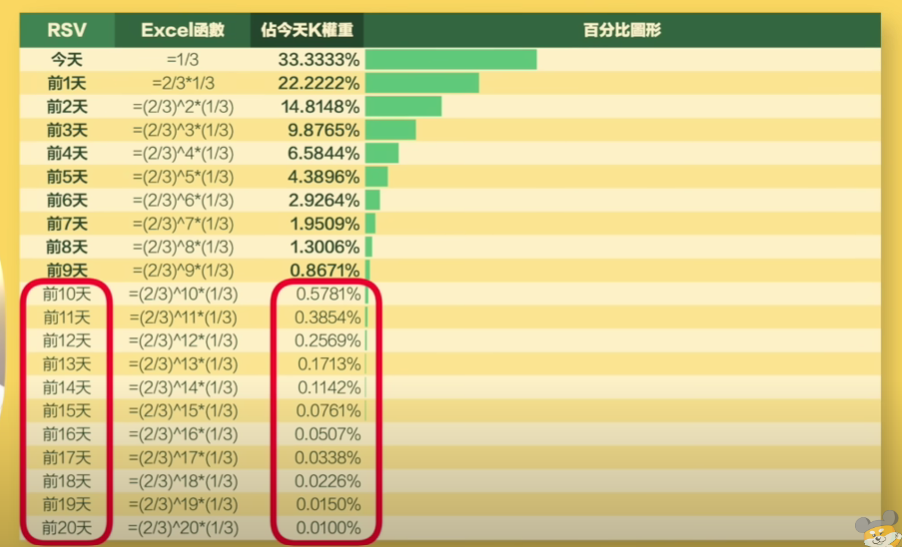 RSV Excel函數 佔今天K權重 百分比圖形
今天 =1/3 33.3333%
前1天 =2/3*1/3 22.2222%
前2天 =(2/3)^2*(1/3) 14.8148%
前3天 =(2/3)^3*(1/3) 9.8765%
前4天 =(2/3)^4*(1/3) 6.5844%
前5天 =(2/3)^5*(1/3) 4.3896%
前6天 =(2/3)^6*(1/3) 2.9264%
前7天 =(2/3)^7*(1/3) 1.9509%
前8天 =(2/3)^8*(1/3) 1.3006%
前9天 =(2/3)^9*(1/3) 0.8671%
前10天 =(2/3)^10*(1/3) 0.5781%
前11天 =(2/3)^11*(1/3) 0.3854%
前12天 =(2/3)^12*(1/3) 0.2569%
前13天 =(2/3)^13*(1/3) 0.1713%
前14天 =(2/3)^14*(1/3) 0.1142%
前15天 =(2/3)^15*(1/3) 0.0761%
前16天 =(2/3)^16*(1/3) 0.0507%
前17天 =(2/3)^17*(1/3) 0.0338%
前18天 =(2/3)^18*(1/3) 0.0226%
前19天 =(2/3)^19*(1/3) 0.0150%
前20天 =(2/3)^20*(1/3) 0.0100%